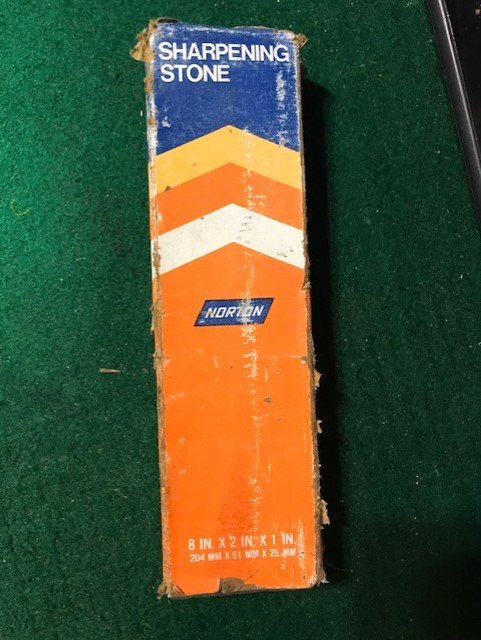 SHARPENING
STONE
NORTON
8 IN. X 2 IN. X 1 IN.
204 MM X 51 MM X 25 MM